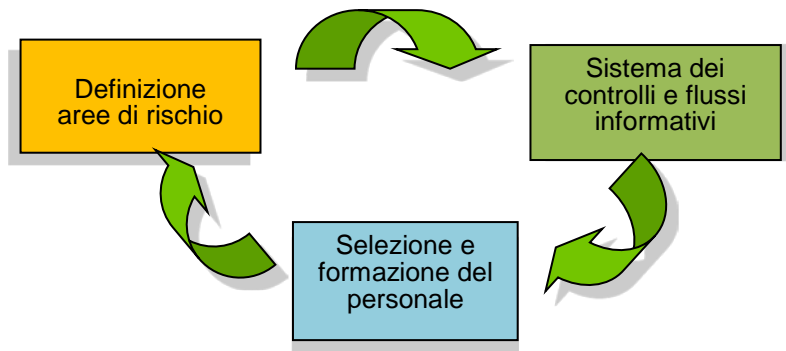 Definizione
aree di rischio
Sistema dei
controlli e flussi
informativi
Selezione e
formazione del
personale